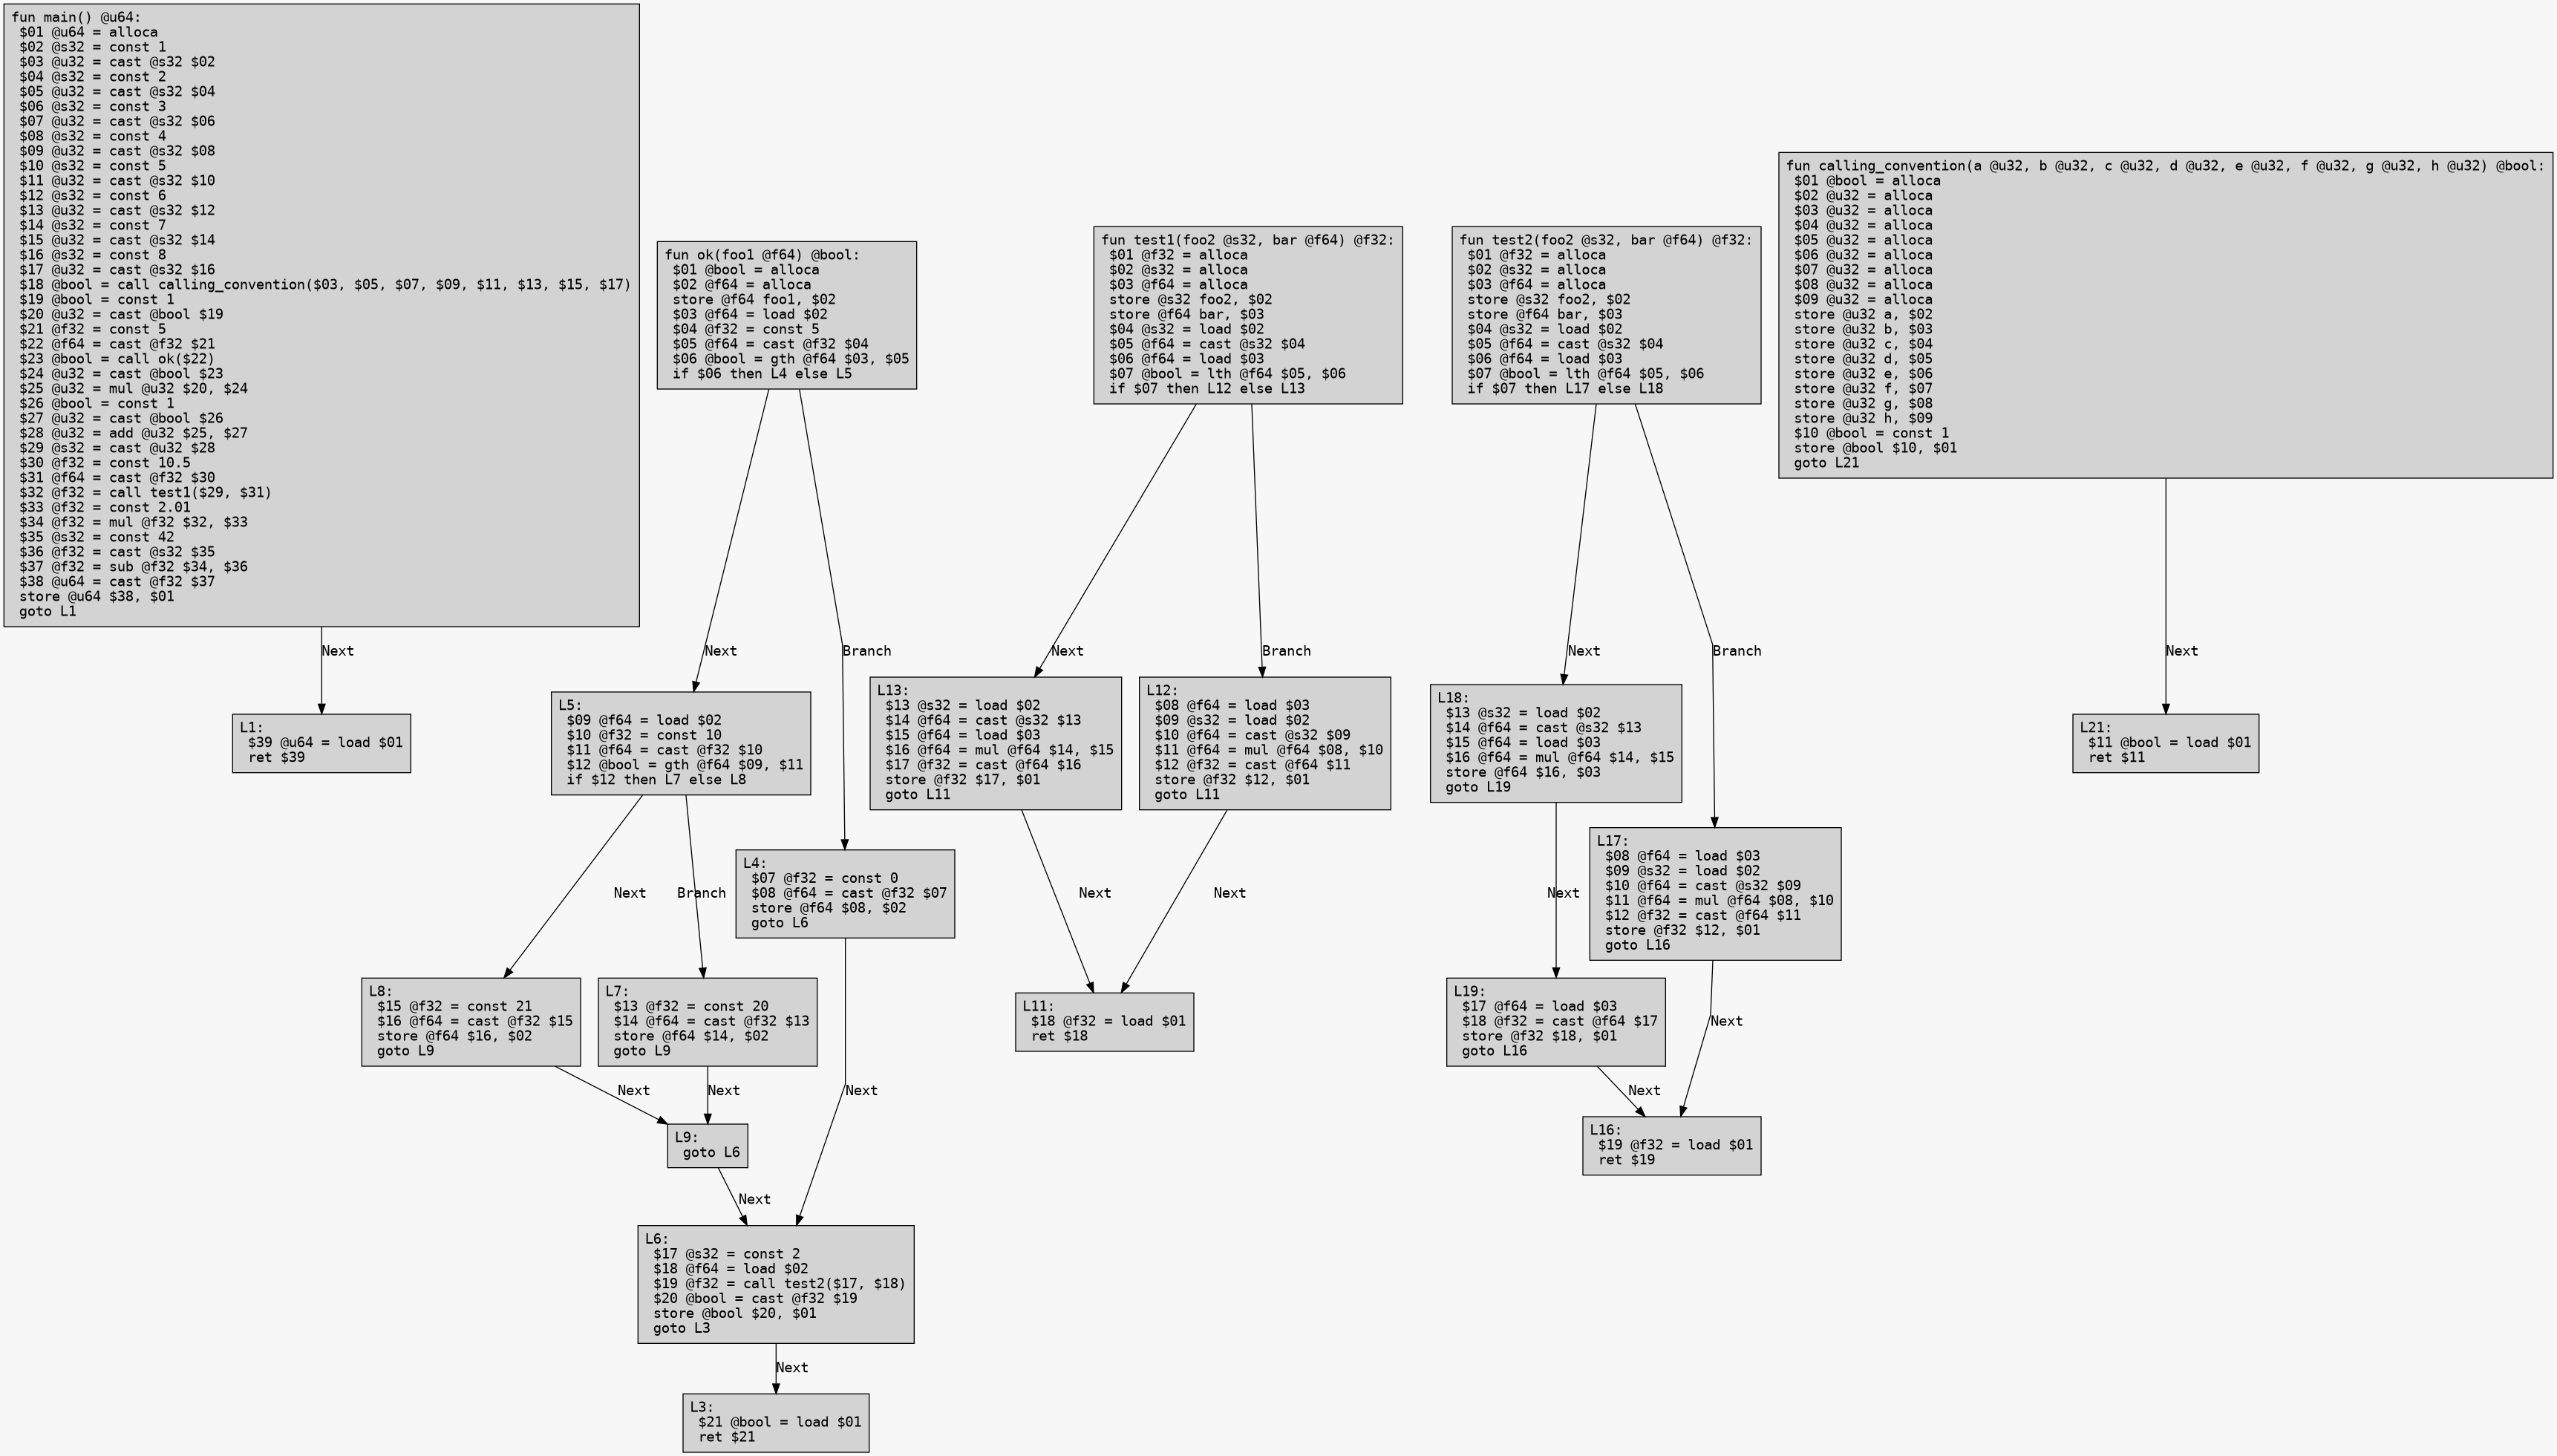 fun main() @u64:
$01 @u64 = alloca
$02 @s32 = const 1
$03 @u32 = cast @s32 $02
$04 @s32 = const 2
$05 @u32 = cast @s32 $04
$06 @s32 = const 3
$07 @u32 = cast @s32 $06
$08 @s32 = const 4
$09 @u32 = cast @s32 $08
$10 @s32 = const 5
$11 @u32 = cast @s32 $10
$12 @s32 = const 6
$13 @u32 = cast @s32 $12
$14 @s32 = const 7
$15 @u32 = cast @s32 $14
$16 @s32 = const 8
$17 @u32 = cast @s32 $16
$18 @bool = call calling_convention($03, $05, $07, $09, $11, $13, $15, $17)
$19 @bool = const 1
$20 @u32 = cast @bool $19
$21 @f32 = const 5
$22 @f64 = cast @f32 $21
$23 @bool = call ok($22)
$24 @u32 = cast @bool $23
$25 @u32 = mul @u32 $20, $24
$26 @bool = const 1
$27 @u32 = cast @bool $26
$28 @u32 = add @u32 $25, $27
$29 @s32 = cast @u32 $28
$30 @f32 = const 10.5
$31 @f64 = cast @f32 $30
$32 @f32 = call test1($29, $31)
$33 @f32 = const 2.01
$34 @f32 = mul @f32 $32, $33
$35 @s32 = const 42
$36 @f32 = cast @s32 $35
$37 @f32 = sub @f32 $34, $36
$38 @u64 = cast @f32 $37
store @u64 $38, $01
goto L1
Next
L1:
$39 @u64 = load $01
ret $39
fun ok(foo1 @f64) @bool:
$01 @bool = alloca
$02 @f64 = alloca
store @f64 foo1, $02
$03 @f64 = load $02
$04 @f32 = const 5
$05 @f64 = cast @f32 $04
$06 @bool = gth @f64 $03, $05
if $06 then L4 else L5
Next
Branch
L5:
$09 @f64 = load $02
$10 @f32 = const 10
$11 @f64 = cast @f32 $10
$12 @bool = gth @f64 $09, $11
if $12 then L7 else L8
L4:
$07 @f32 = const 0
$08 @f64 = cast @f32 $07
store @f64 $08, $02
goto L6
Next
Branch
L8:
$15 @f32 = const 21
$16 @f64 = cast @f32 $15
store @f64 $16, $02
goto L9
L7:
$13 @f32 = const 20
$14 @f64 = cast @f32 $13
store @f64 $14, $02
goto L9
Next
Next
Next
L9:
goto L6
Next
L6:
$17 @s32 = const 2
$18 @f64 = load $02
$19 @f32 = call test2($17, $18)
$20 @bool = cast @f32 $19
store @bool $20, $01
goto L3
Next
L3:
$21 @bool = load $01
ret $21
fun test1(foo2 @s32, bar @f64) @f32:
$01 @f32 = alloca
$02 @s32 = alloca
$03 @f64 = alloca
store @s32 foo2, $02
store @f64 bar, $03
$04 @s32 = load $02
$05 @f64 = cast @s32 $04
$06 @f64 = load $03
$07 @bool = lth @f64 $05, $06
if $07 then L12 else L13
Next
Branch
L13:
$13 @s32 = load $02
$14 @f64 = cast @s32 $13
$15 @f64 = load $03
$16 @f64 = mul @f64 $14, $15
$17 @f32 = cast @f64 $16
store @f32 $17, $01
goto L11
L12:
$08 @f64 = load $03
$09 @s32 = load $02
$10 @f64 = cast @s32 $09
$11 @f64 = mul @f64 $08, $10
$12 @f32 = cast @f64 $11
store @f32 $12, $01
goto L11
Next
Next
L11:
$18 @f32 = load $01
ret $18
fun test2(foo2 @s32, bar @f64) @f32:
$01 @f32 = alloca
$02 @s32 = alloca
$03 @f64 = alloca
store @s32 foo2, $02
store @f64 bar, $03
$04 @s32 = load $02
$05 @f64 = cast @s32 $04
$06 @f64 = load $03
$07 @bool = lth @f64 $05, $06
if $07 then L17 else L18
Next
Branch
L18:
$13 @s32 = load $02
$14 @f64 = cast @s32 $13
$15 @f64 = load $03
$16 @f64 = mul @f64 $14, $15
store @f64 $16, $03
goto L19
L17:
$08 @f64 = load $03
$09 @s32 = load $02
$10 @f64 = cast @s32 $09
$11 @f64 = mul @f64 $08, $10
$12 @f32 = cast @f64 $11
store @f32 $12, $01
goto L16
Next
L19:
$17 @f64 = load $03
$18 @f32 = cast @f64 $17
store @f32 $18, $01
goto L16
Next
Next
L16:
$19 @f32 = load $01
ret $19
fun calling_convention(a @u32, b @u32, c @u32, d @u32, e @u32, f @u32, g @u32, h @u32) @bool:
$01 @bool = alloca
$02 @u32 = alloca
$03 @u32 = alloca
$04 @u32 = alloca
$05 @u32 = alloca
$06 @u32 = alloca
$07 @u32 = alloca
$08 @u32 = alloca
$09 @u32 = alloca
store @u32 a, $02
store @u32 b, $03
store @u32 c, $04
store @u32 d, $05
store @u32 e, $06
store @u32 f, $07
store @u32 g, $08
store @u32 h, $09
$10 @bool = const 1
store @bool $10, $01
goto L21
Next
L21:
$11 @bool = load $01
ret $11